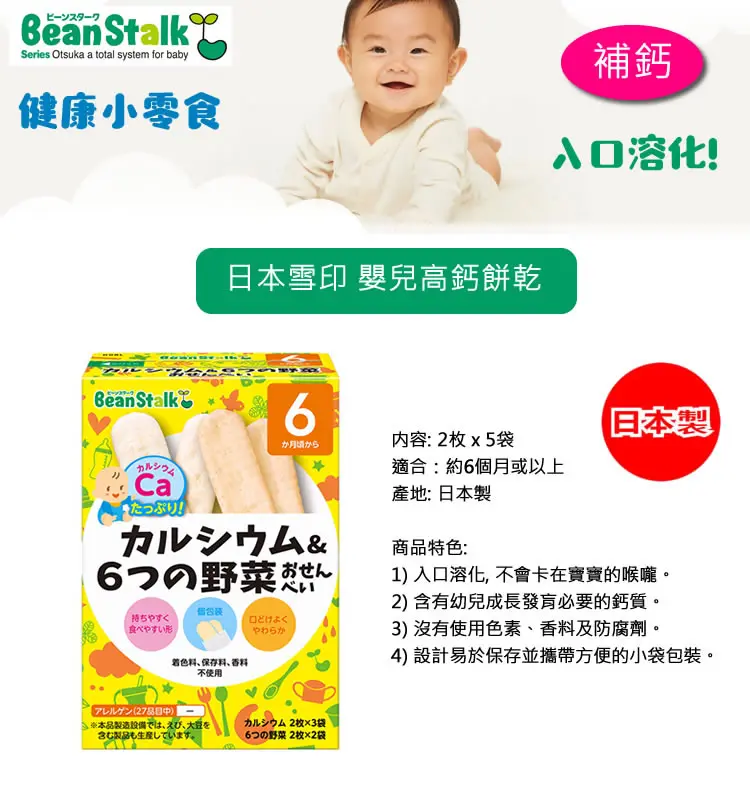 ビーンスターク
BeanStalk
Series Otsuka a total system for baby
健康小零食
補鈣
入口溶化!
日本雪印 嬰兒高鈣餅乾
BeanStalk
6
ビーンスターク
BeanStalk
6
か月頃から
カルシウム
Ca
たっぷり!
カルシウム&
6つの野菜おせんべい
持ちやすく
食べやすい形
個包装
口どけよく
やわらか
着色料、保存料、香料
不使用
アレルゲン(27品目中) ー
※本品製造設備では、えび、大豆を
含む製品も生産しています。
カルシウム 2枚×3袋
6つの野菜 2枚×2袋
日本製
内容: 2枚 x 5袋
適合：約6個月或以上
產地: 日本製
商品特色:
1) 入口溶化, 不會卡在寶寶的喉嚨。
2) 含有幼兒成長發育必要的鈣質。
3) 沒有使用色素、香料及防腐劑。
4) 設計易於保存並攜帶方便的小袋包裝。